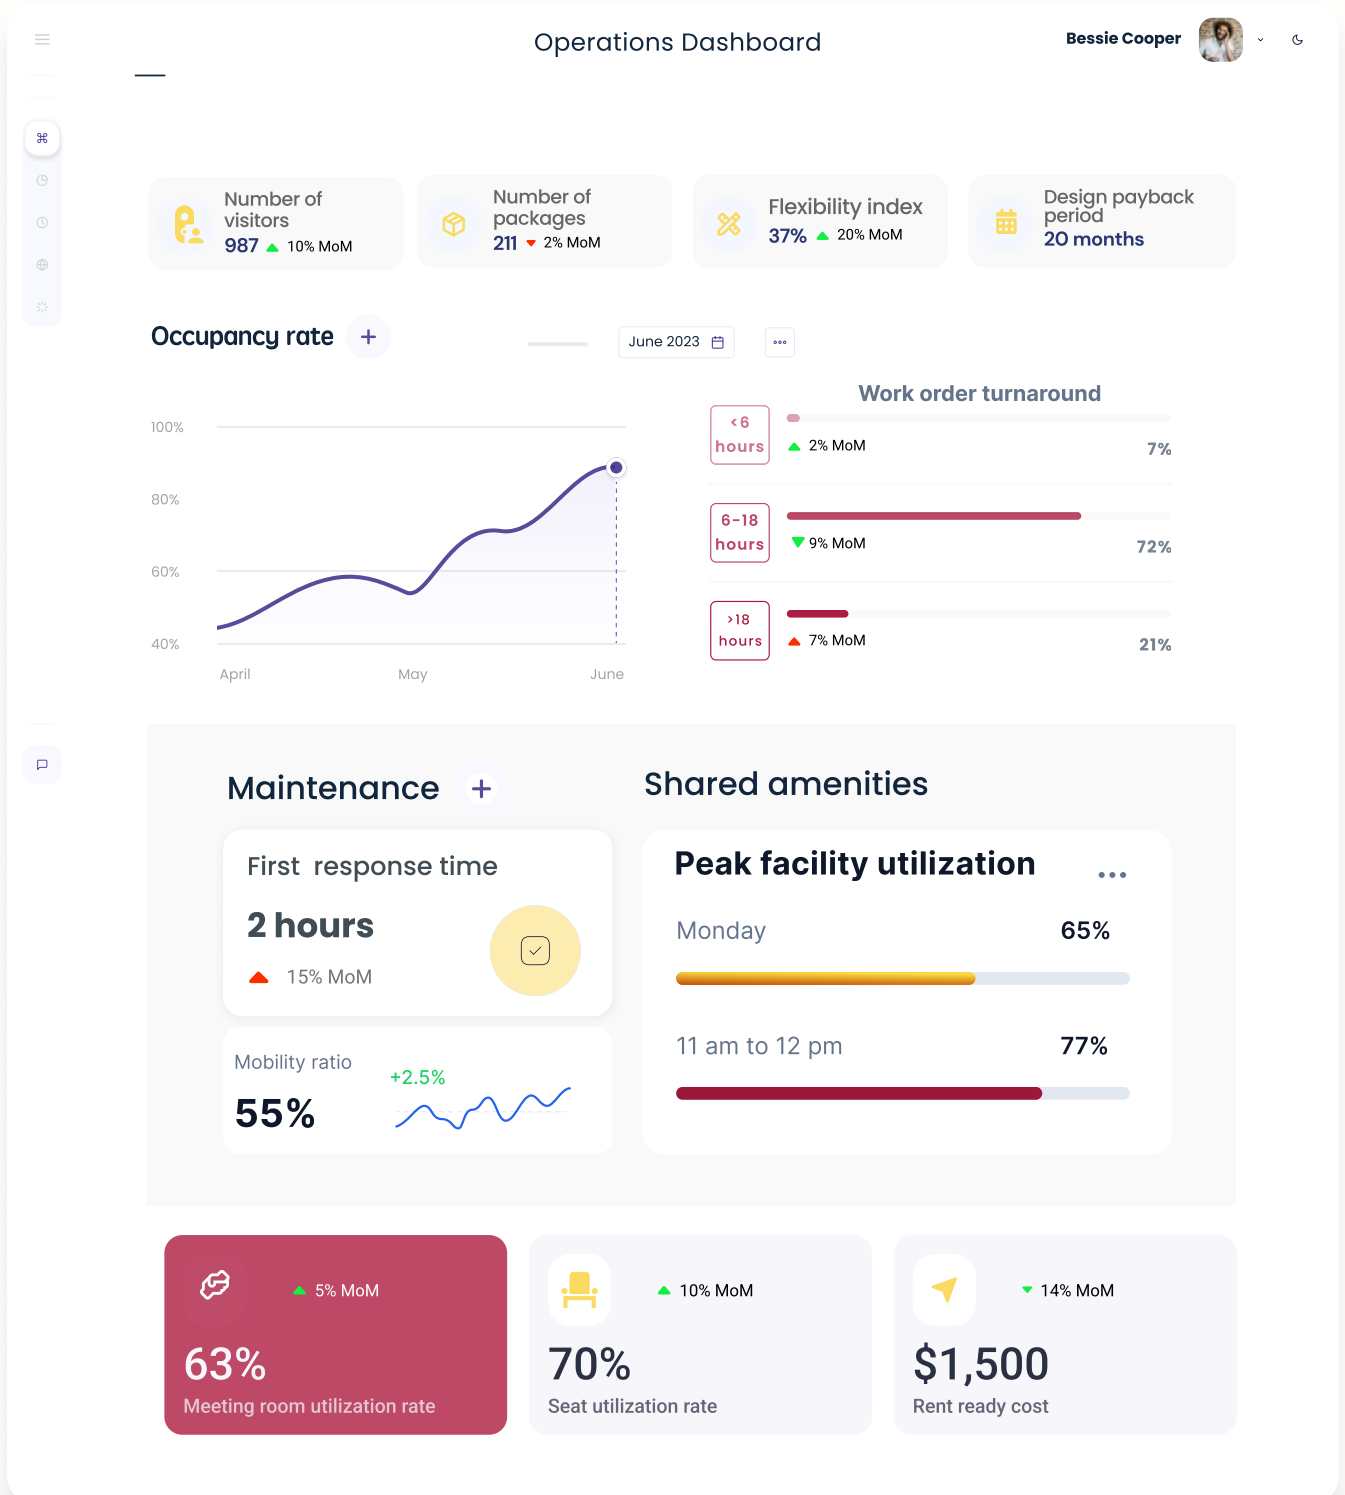 Operations Dashboard
Bessie Cooper
Number of
visitors
987 10% MoM
Number of
packages
211 2% MoM
Flexibility index
37% 20% MoM
Design payback
period
20 months
Occupancy rate
June 2023
100%
80%
60%
40%
April May June
Work order turnaround
<6
hours
2% MoM
7%
6-18
hours
9% MoM
72%
>18
hours
7% MoM
21%
Maintenance
First response time
2 hours
15% MoM
Mobility ratio
+2.5%
55%
Shared amenities
Peak facility utilization
Monday 65%
11 am to 12 pm 77%
5% MoM
63%
Meeting room utilization rate
10% MoM
70%
Seat utilization rate
14% MoM
$1,500
Rent ready cost